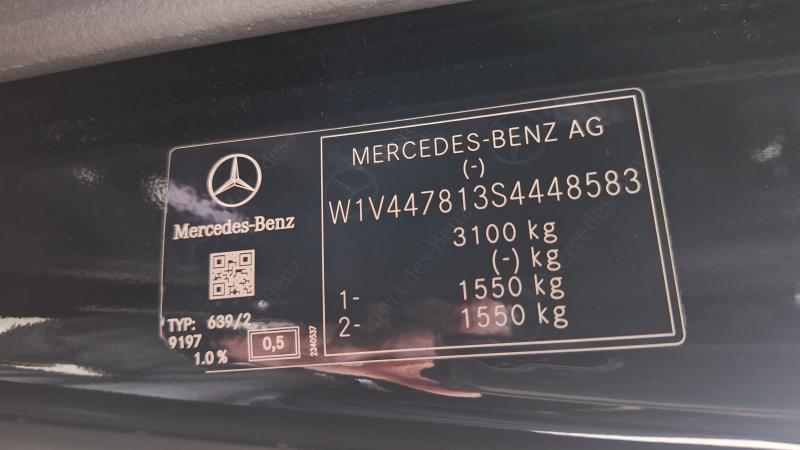 Mercedes-Benz
TYP: 639/2
9197
1.0 %
0,5
2340537
MERCEDES-BENZ AG
(-)
W1V447813S4448583
3100 kg
(-) kg
1- 1550 kg
2- 1550 kg